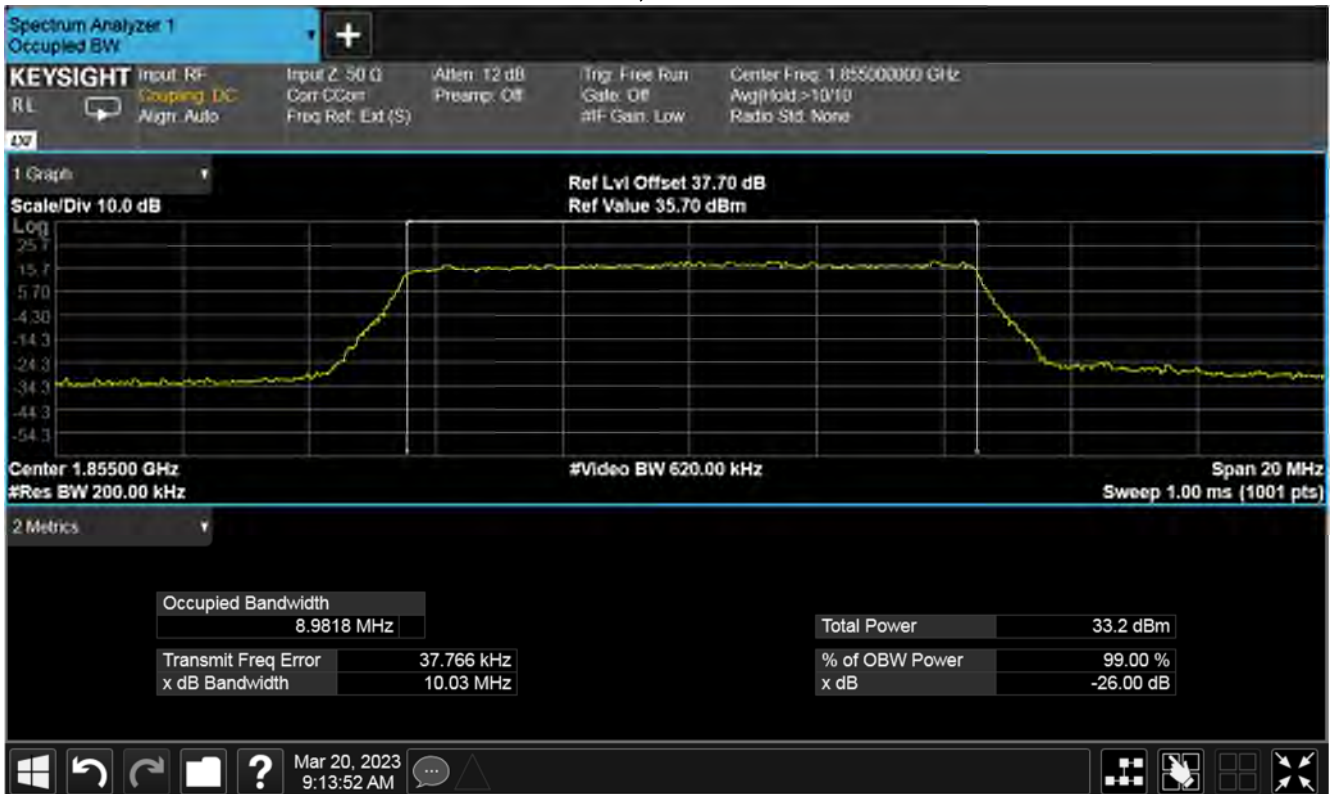 Spectrum Analyzer 1
Occupied BW
+
KEYSIGHT Input: RF Input Z: 50 Ω Atten: 12 dB Trig: Free Run Center Freq: 1.855000000 GHz
RL Coupling: DC Corr CCorr Preamp: Off Gate: Off Avg|Hold:>10/10
Align: Auto Freq Ref: Ext (S) #IF Gain: Low Radio Std: None
1 Graph
Ref Lvl Offset 37.70 dB
Scale/Div 10.0 dB Ref Value 35.70 dBm
Log
25.7
15.7
5.70
-4.30
-14.3
-24.3
-34.3
-44.3
-54.3
Center 1.85500 GHz #Video BW 620.00 kHz Span 20 MHz
#Res BW 200.00 kHz Sweep 1.00 ms (1001 pts)
2 Metrics
Occupied Bandwidth
8.9818 MHz Total Power 33.2 dBm
Transmit Freq Error 37.766 kHz % of OBW Power 99.00 %
x dB Bandwidth 10.03 MHz x dB -26.00 dB
? Mar 20, 2023
9:13:52 AM